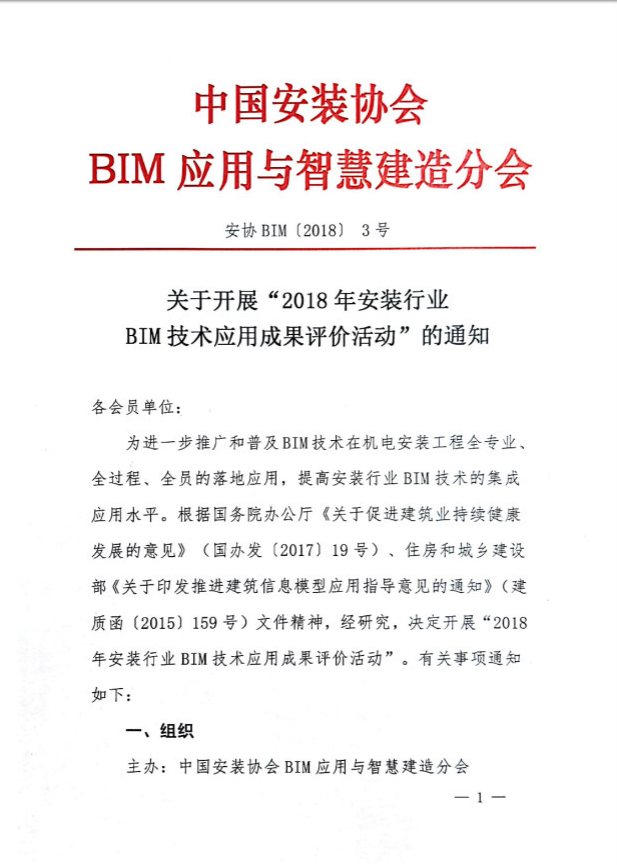 中国安装协会
BIM 应用与智慧建造分会
安协 BIM〔2018〕 3 号
关于开展“2018 年安装行业
BIM 技术应用成果评价活动”的通知
各会员单位：
为进一步推广和普及 BIM 技术在机电安装工程全专业、
全过程、全员的落地应用，提高安装行业 BIM 技术的集成
应用水平。根据国务院办公厅《关于促进建筑业持续健康
发展的意见》（国办发〔2017〕19 号）、住房和城乡建设
部《关于印发推进建筑信息模型应用指导意见的通知》（建
质函〔2015〕159 号）文件精神，经研究，决定开展“2018
年安装行业 BIM 技术应用成果评价活动”。有关事项通知
如下：
一、组织
主办：中国安装协会 BIM 应用与智慧建造分会
— 1 —